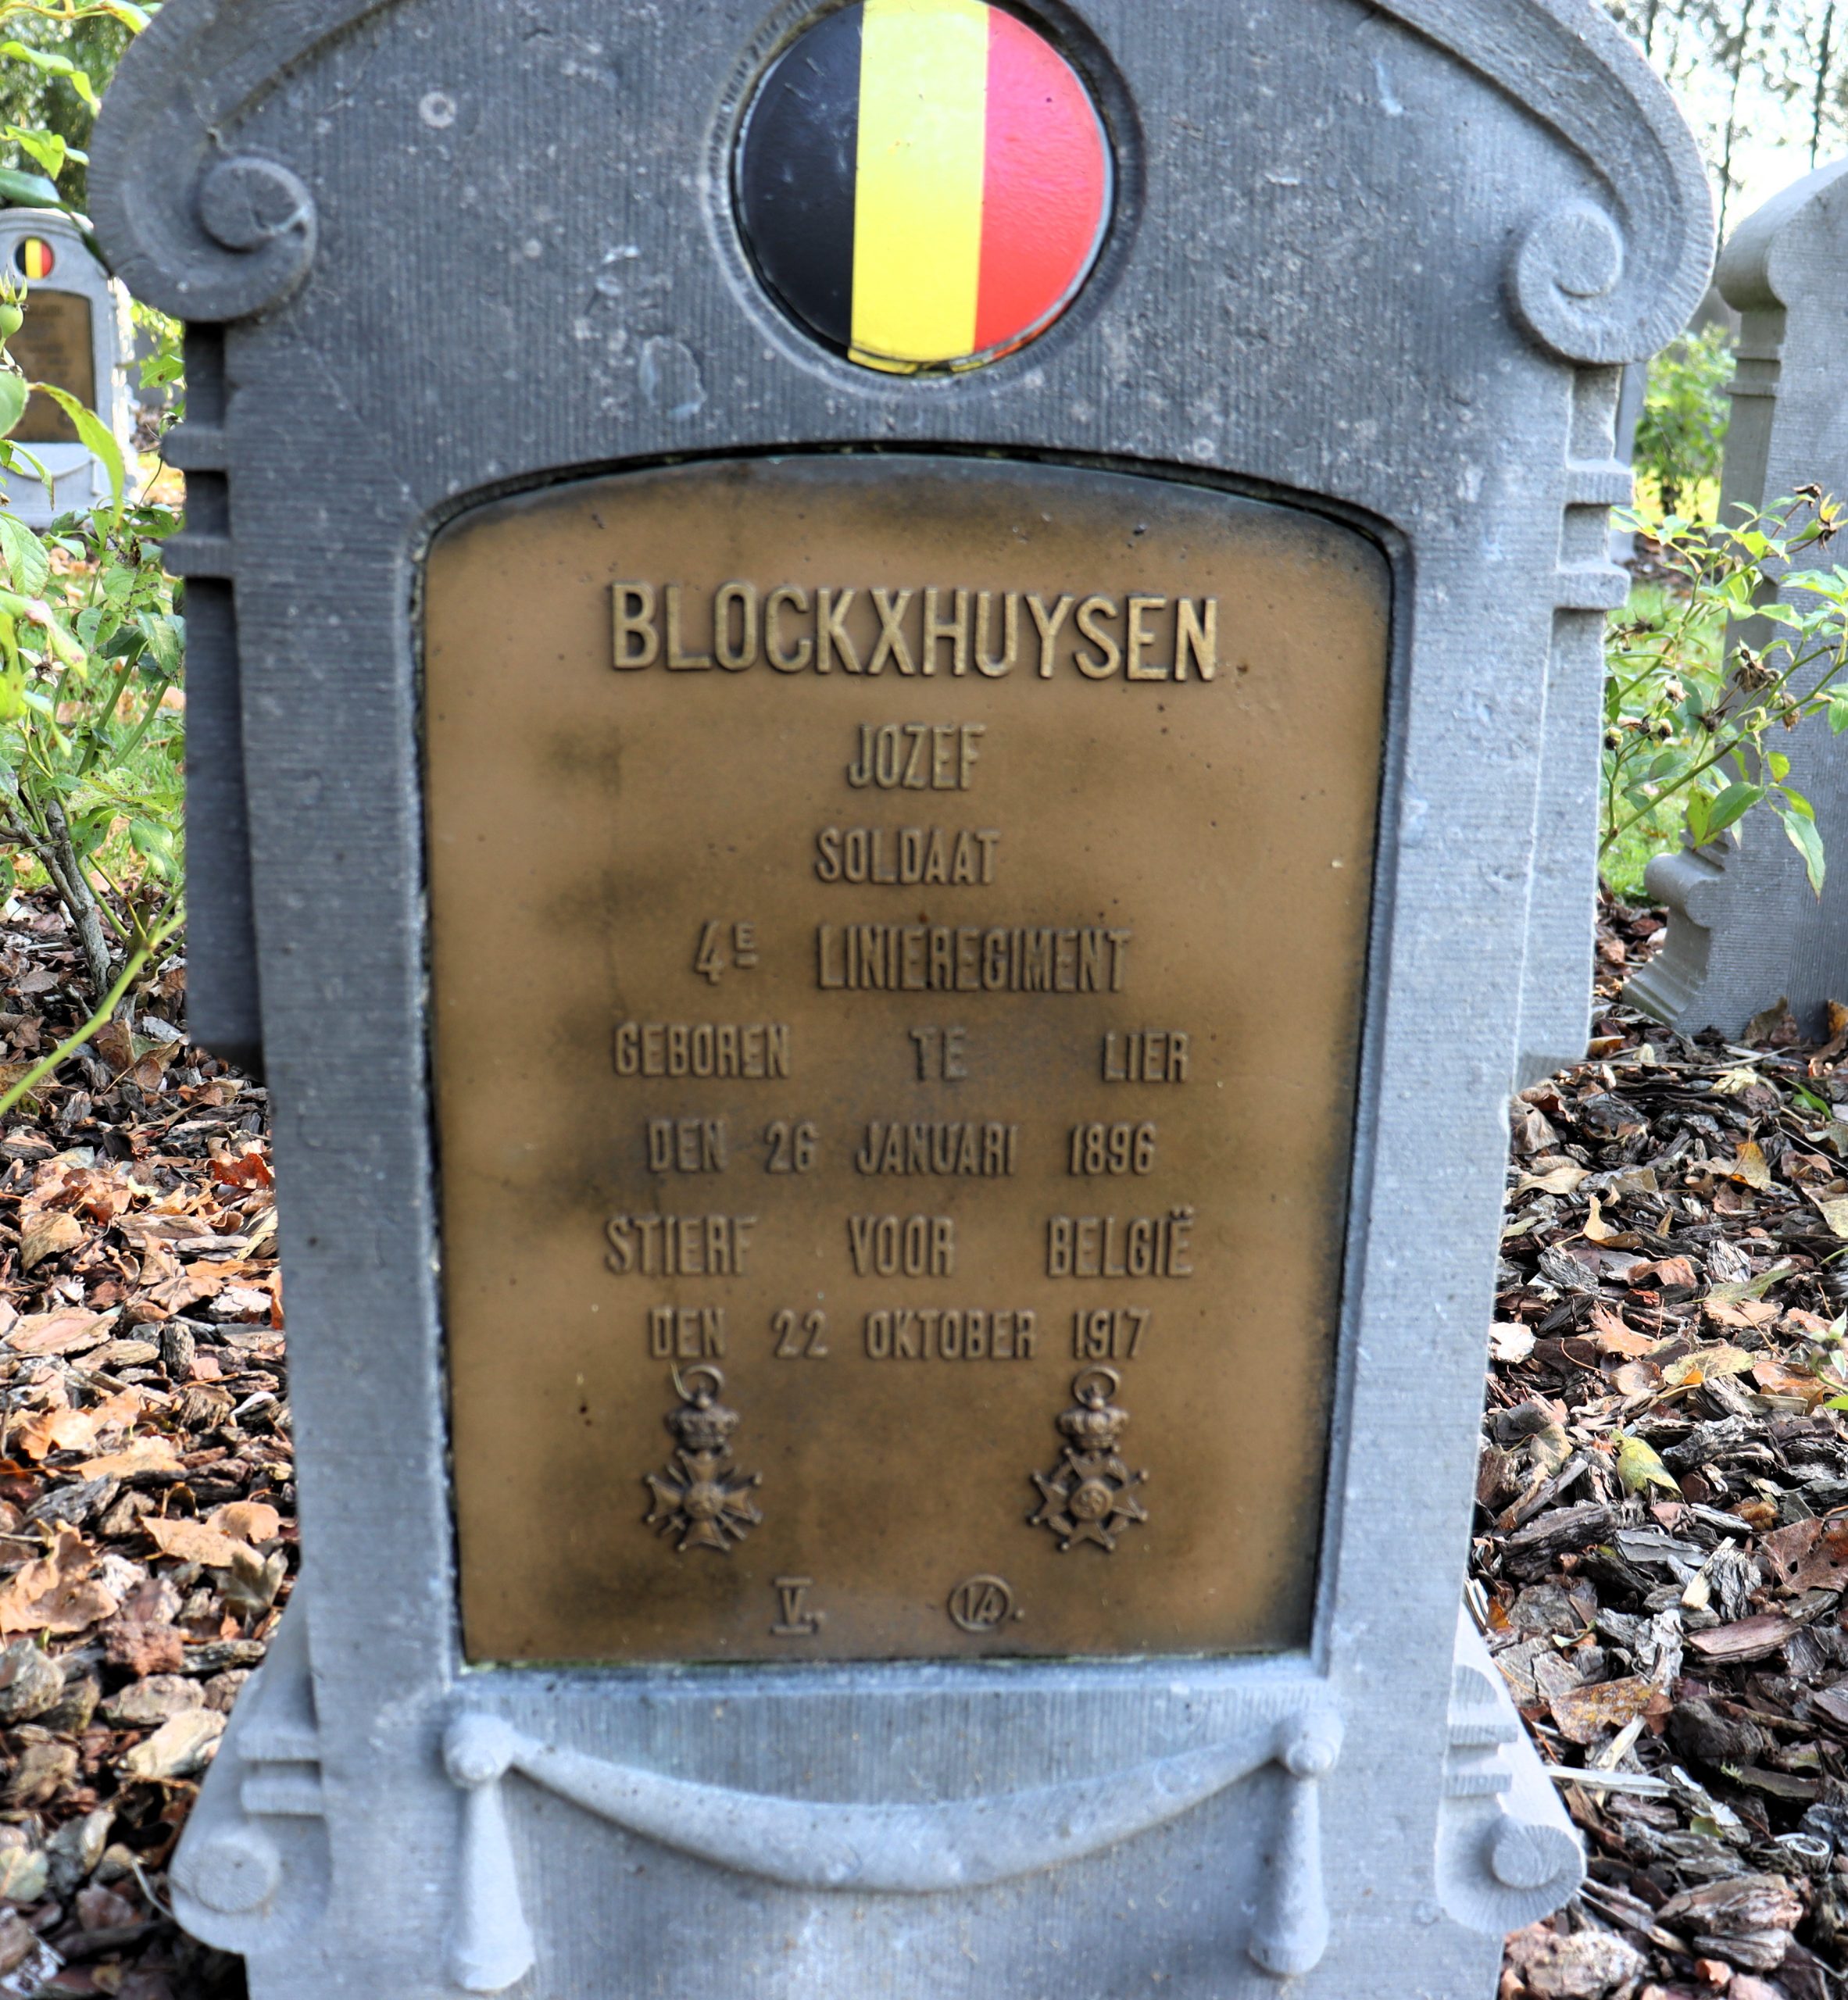 BLOCKXHUYSEN
JOZEF
SOLDAAT
4E LINIEREGIMENT
GEBOREN TE LIER
DEN 26 JANUARI 1896
STIERF VOOR BELGIË
DEN 22 OKTOBER 1917
V.